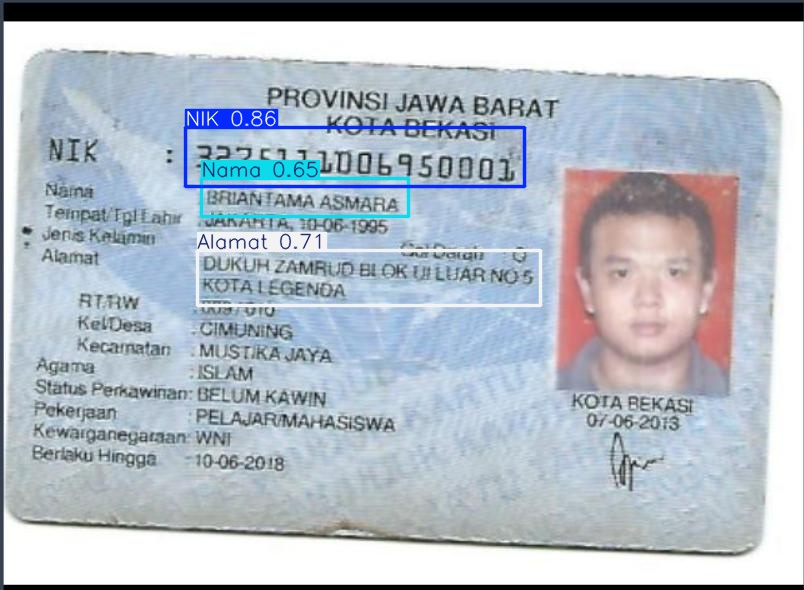 PROVINSI JAWA BARAT
KOTA BEKASI
NIK 0.86
NIK :
Nama 0.65
Nama BRIANTAMA ASMARA
Tempat/Tgl Lahir : JAKARTA, 10-06-1995
Jenis Kelamin
Gol Darah :
Alamat 0.71
Alamat DUKUH ZAMRUD BLOK UI LUAR NO 5
KOTA LEGENDA
RT/RW : 009 / 010
Kel/Desa : CIMUNING
Kecamatan : MUSTIKA JAYA
Agama : ISLAM
Status Perkawinan: BELUM KAWIN
Pekerjaan : PELAJAR/MAHASISWA
Kewarganegaraan: WNI
Berlaku Hingga : 10-06-2018
KOTA BEKASI
07-06-2013